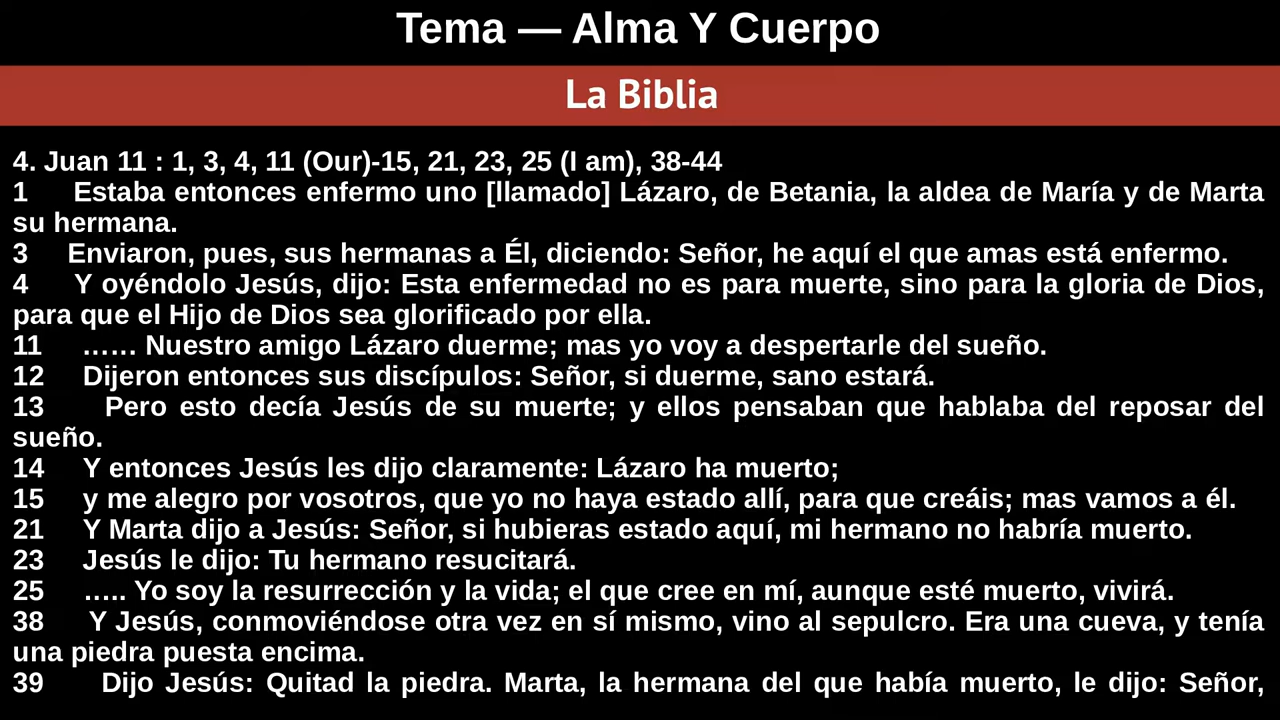 Tema — Alma Y Cuerpo
La Biblia
4. Juan 11 : 1, 3, 4, 11 (Our)-15, 21, 23, 25 (I am), 38-44
1 Estaba entonces enfermo uno [llamado] Lázaro, de Betania, la aldea de María y de Marta
su hermana.
3 Enviaron, pues, sus hermanas a Él, diciendo: Señor, he aquí el que amas está enfermo.
4 Y oyéndolo Jesús, dijo: Esta enfermedad no es para muerte, sino para la gloria de Dios,
para que el Hijo de Dios sea glorificado por ella.
11 …… Nuestro amigo Lázaro duerme; mas yo voy a despertarle del sueño.
12 Dijeron entonces sus discípulos: Señor, si duerme, sano estará.
13 Pero esto decía Jesús de su muerte; y ellos pensaban que hablaba del reposar del
sueño.
14 Y entonces Jesús les dijo claramente: Lázaro ha muerto;
15 y me alegro por vosotros, que yo no haya estado allí, para que creáis; mas vamos a él.
21 Y Marta dijo a Jesús: Señor, si hubieras estado aquí, mi hermano no habría muerto.
23 Jesús le dijo: Tu hermano resucitará.
25 ….. Yo soy la resurrección y la vida; el que cree en mí, aunque esté muerto, vivirá.
38 Y Jesús, conmoviéndose otra vez en sí mismo, vino al sepulcro. Era una cueva, y tenía
una piedra puesta encima.
39 Dijo Jesús: Quitad la piedra. Marta, la hermana del que había muerto, le dijo: Señor,